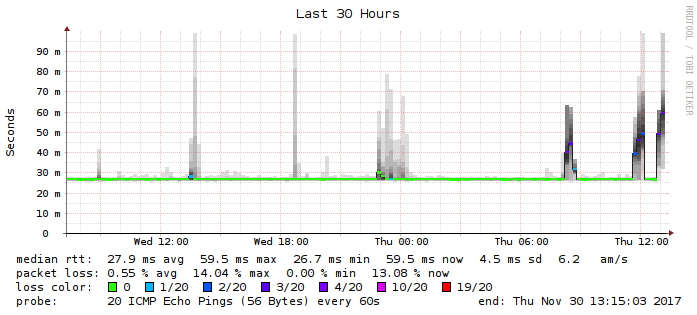 Last 30 Hours
RRDTOOL / TOBI OETIKER
Seconds
90 m
80 m
70 m
60 m
50 m
40 m
30 m
20 m
10 m
0
Wed 12:00 Wed 18:00 Thu 00:00 Thu 06:00 Thu 12:00
median rtt: 27.9 ms avg 59.5 ms max 26.7 ms min 59.5 ms now 4.5 ms sd 6.2 am/s
packet loss: 0.55 % avg 14.04 % max 0.00 % min 13.08 % now
loss color: 0 1/20 2/20 3/20 4/20 10/20 19/20
probe: 20 ICMP Echo Pings (56 Bytes) every 60s end: Thu Nov 30 13:15:03 2017